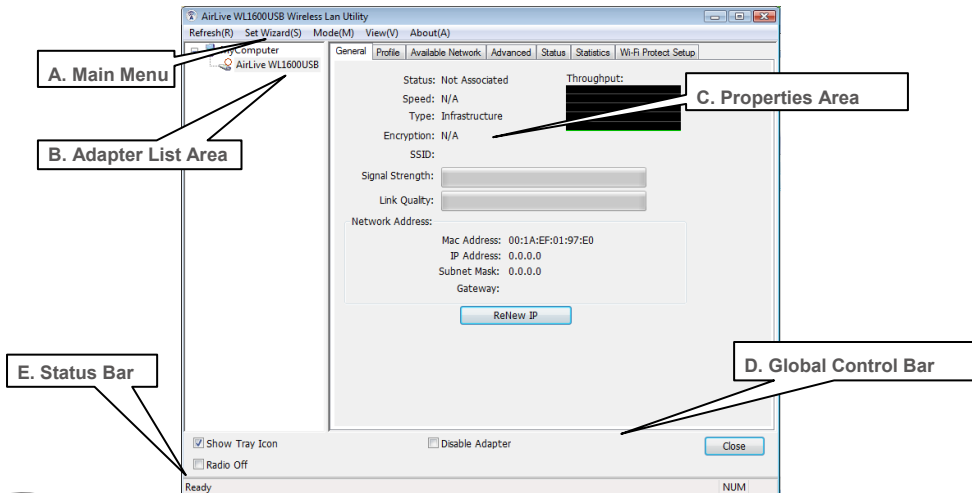 AirLive WL1600USB Wireless Lan Utility
Refresh(R) Set Wizard(S) Mode(M) View(V) About(A)
MyComputer
AirLive WL1600USB
General Profile Available Network Advanced Status Statistics Wi-Fi Protect Setup
Status: Not Associated
Throughput:
Speed: N/A
Type: Infrastructure
Encryption: N/A
SSID:
Signal Strength:
Link Quality:
Network Address:
Mac Address: 00:1A:EF:01:97:E0
IP Address: 0.0.0.0
Subnet Mask: 0.0.0.0
Gateway:
ReNew IP
Show Tray Icon
Disable Adapter
Close
Radio Off
Ready
NUM
A. Main Menu
B. Adapter List Area
C. Properties Area
D. Global Control Bar
E. Status Bar